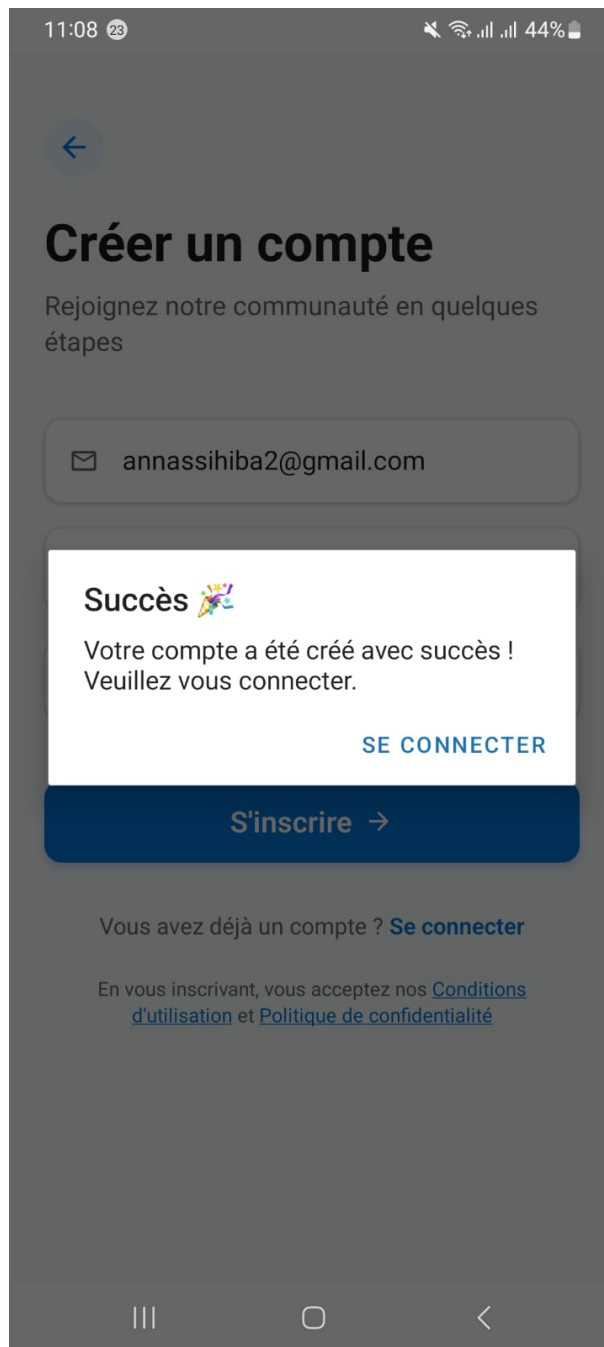 11:08 23 44%
Créer un compte
Rejoignez notre communauté en quelques
étapes
annassihiba2@gmail.com
Succès 🎉
Votre compte a été créé avec succès !
Veuillez vous connecter.
SE CONNECTER
S'inscrire →
Vous avez déjà un compte ? Se connecter
En vous inscrivant, vous acceptez nos Conditions
d'utilisation et Politique de confidentialité